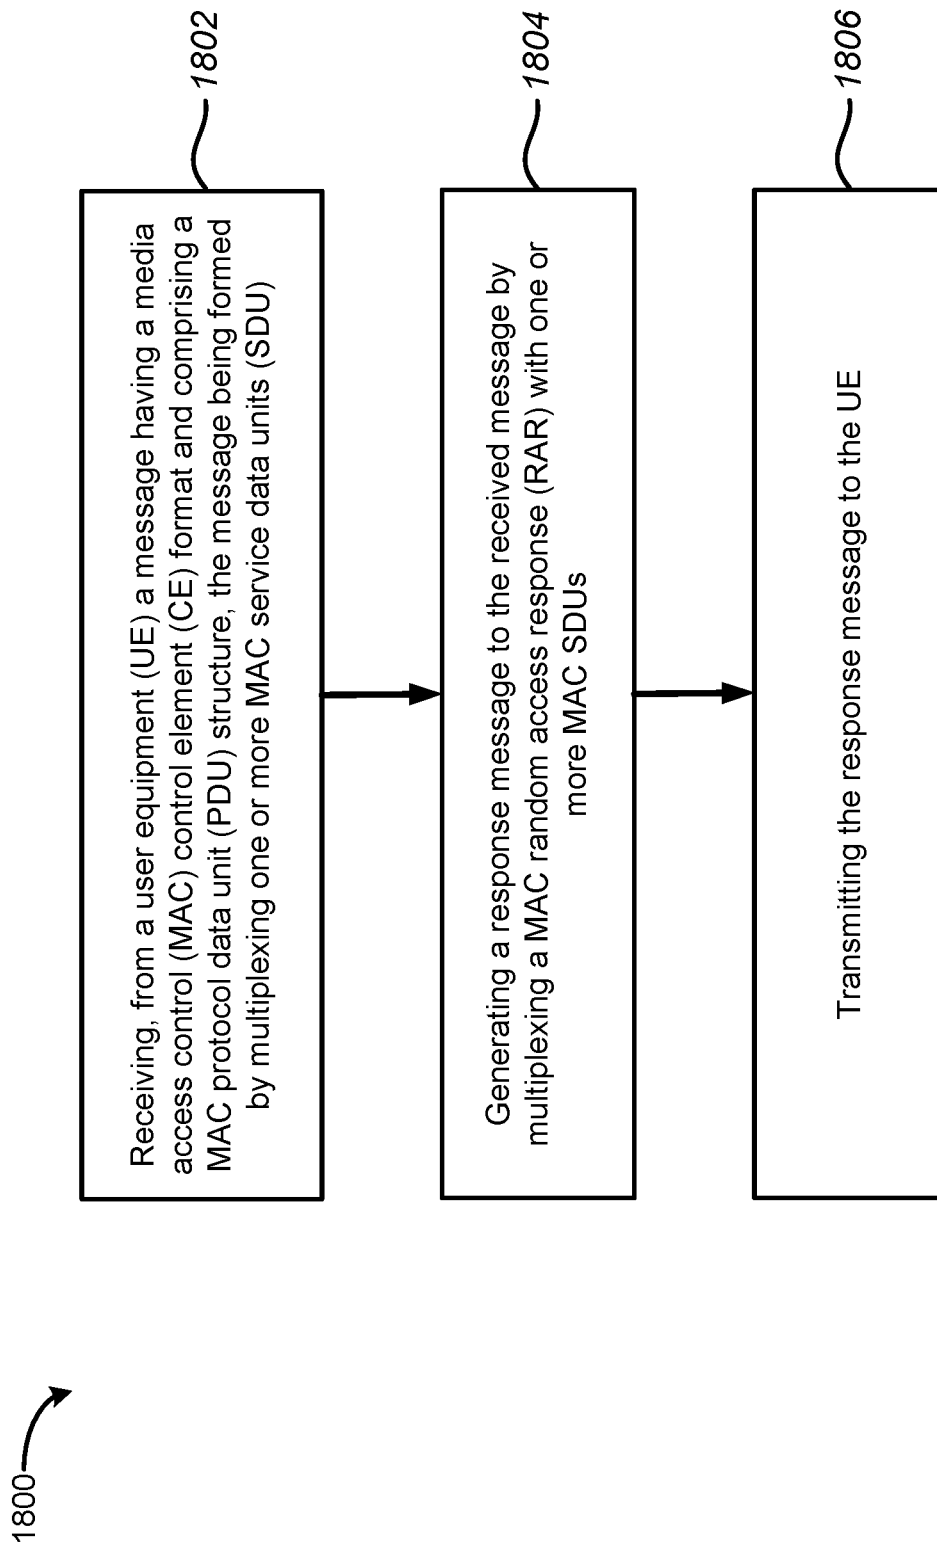 1800
Receiving, from a user equipment (UE) a message having a media
access control (MAC) control element (CE) format and comprising a
MAC protocol data unit (PDU) structure, the message being formed
by multiplexing one or more MAC service data units (SDU)
1802
Generating a response message to the received message by
multiplexing a MAC random access response (RAR) with one or
more MAC SDUs
1804
Transmitting the response message to the UE
1806